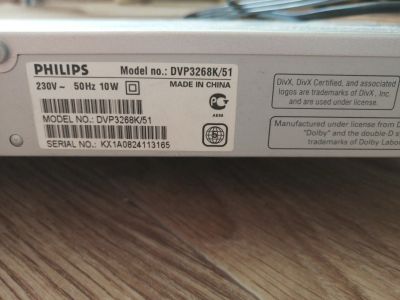 PHILIPS Model no.: DVP3268K/51
230V ~ 50Hz 10W
MADE IN CHINA
MODEL NO.: DVP3268K/51
SERIAL NO.: KX1A0824113165
DivX, DivX Certified, and associated
logos are trademarks of DivX, Inc
and are used under license.
Manufactured under license from D
"Dolby" and the double-D s
trademarks of Dolby Labo